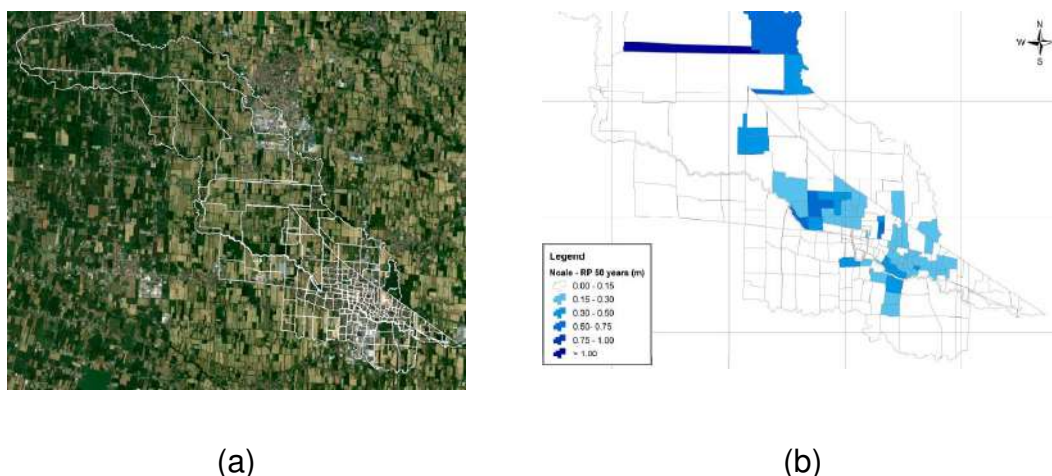 N
W E
S
Legend
Noale - RP 50 years (m)
0.00 - 0.15
0.15 - 0.30
0.30 - 0.50
0.50- 0.75
0.75 - 1.00
> 1.00
(a) (b)